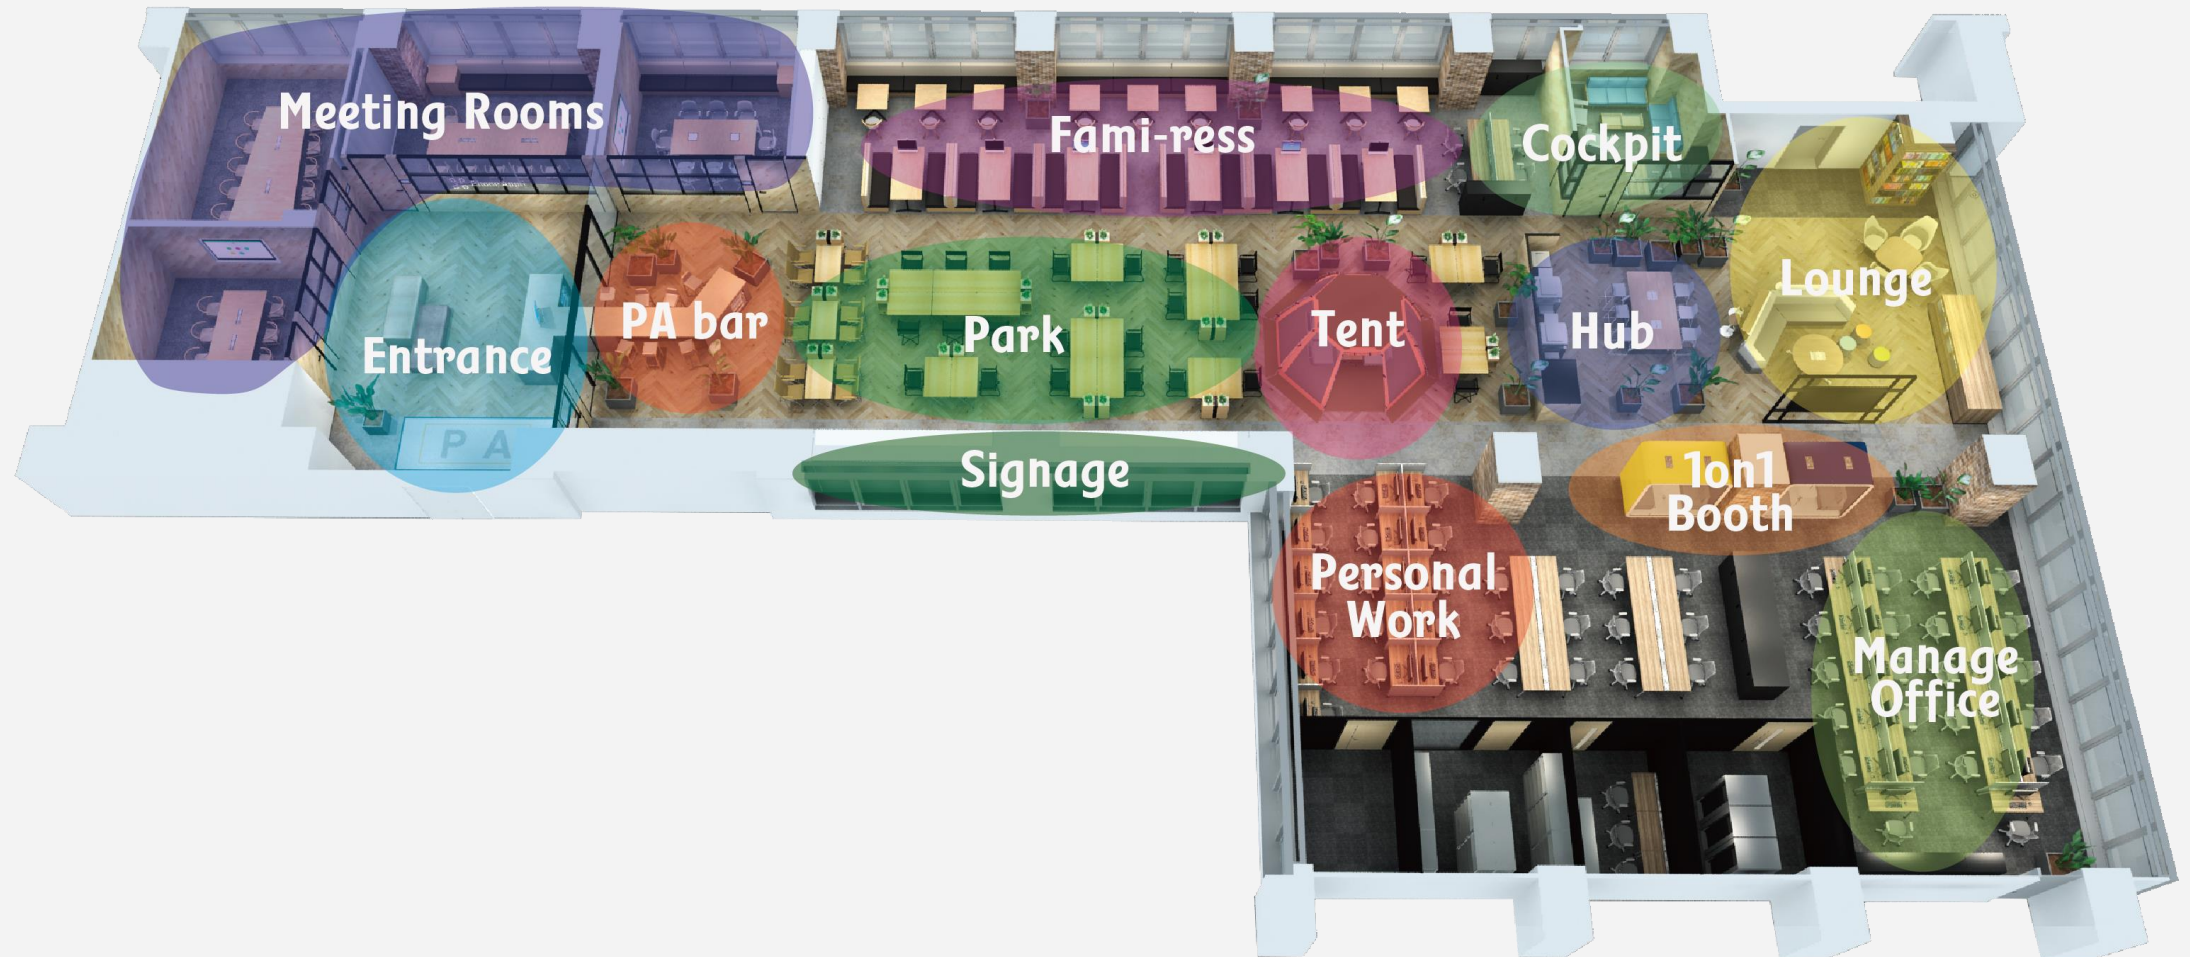 Meeting Rooms
Fami-ress
Cockpit
Lounge
Entrance
PA bar
Park
Tent
Hub
PA
Signage
1on1
Booth
Personal
Work
Manage
Office